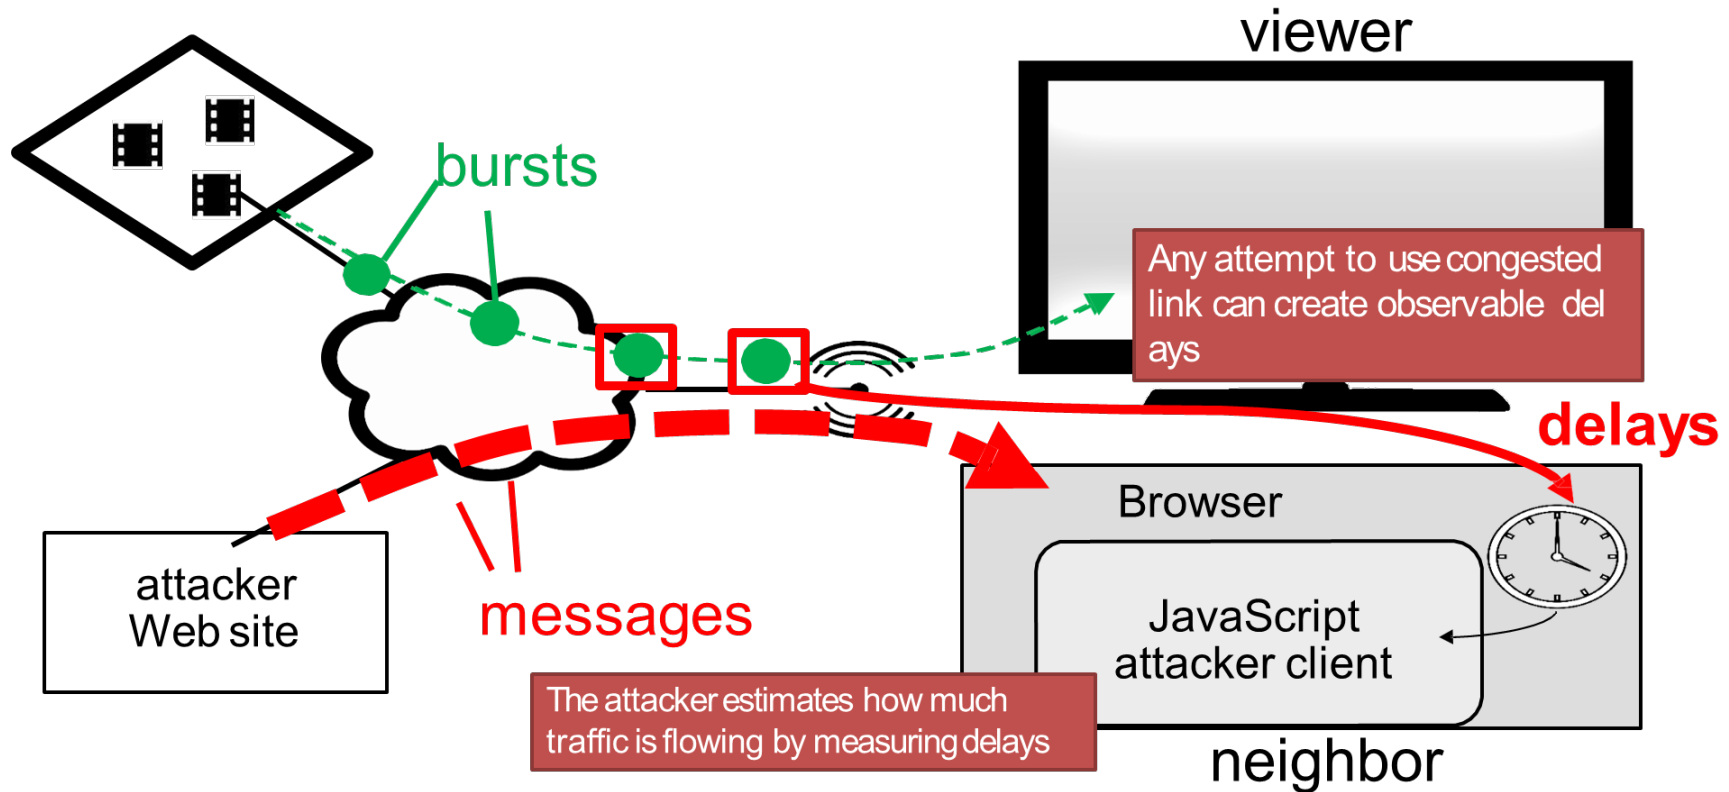 viewer
bursts
Any attempt to use congested
link can create observable del
ays
delays
Browser
attacker
Web site
messages
JavaScript
attacker client
The attacker estimates how much
traffic is flowing by measuring delays
neighbor